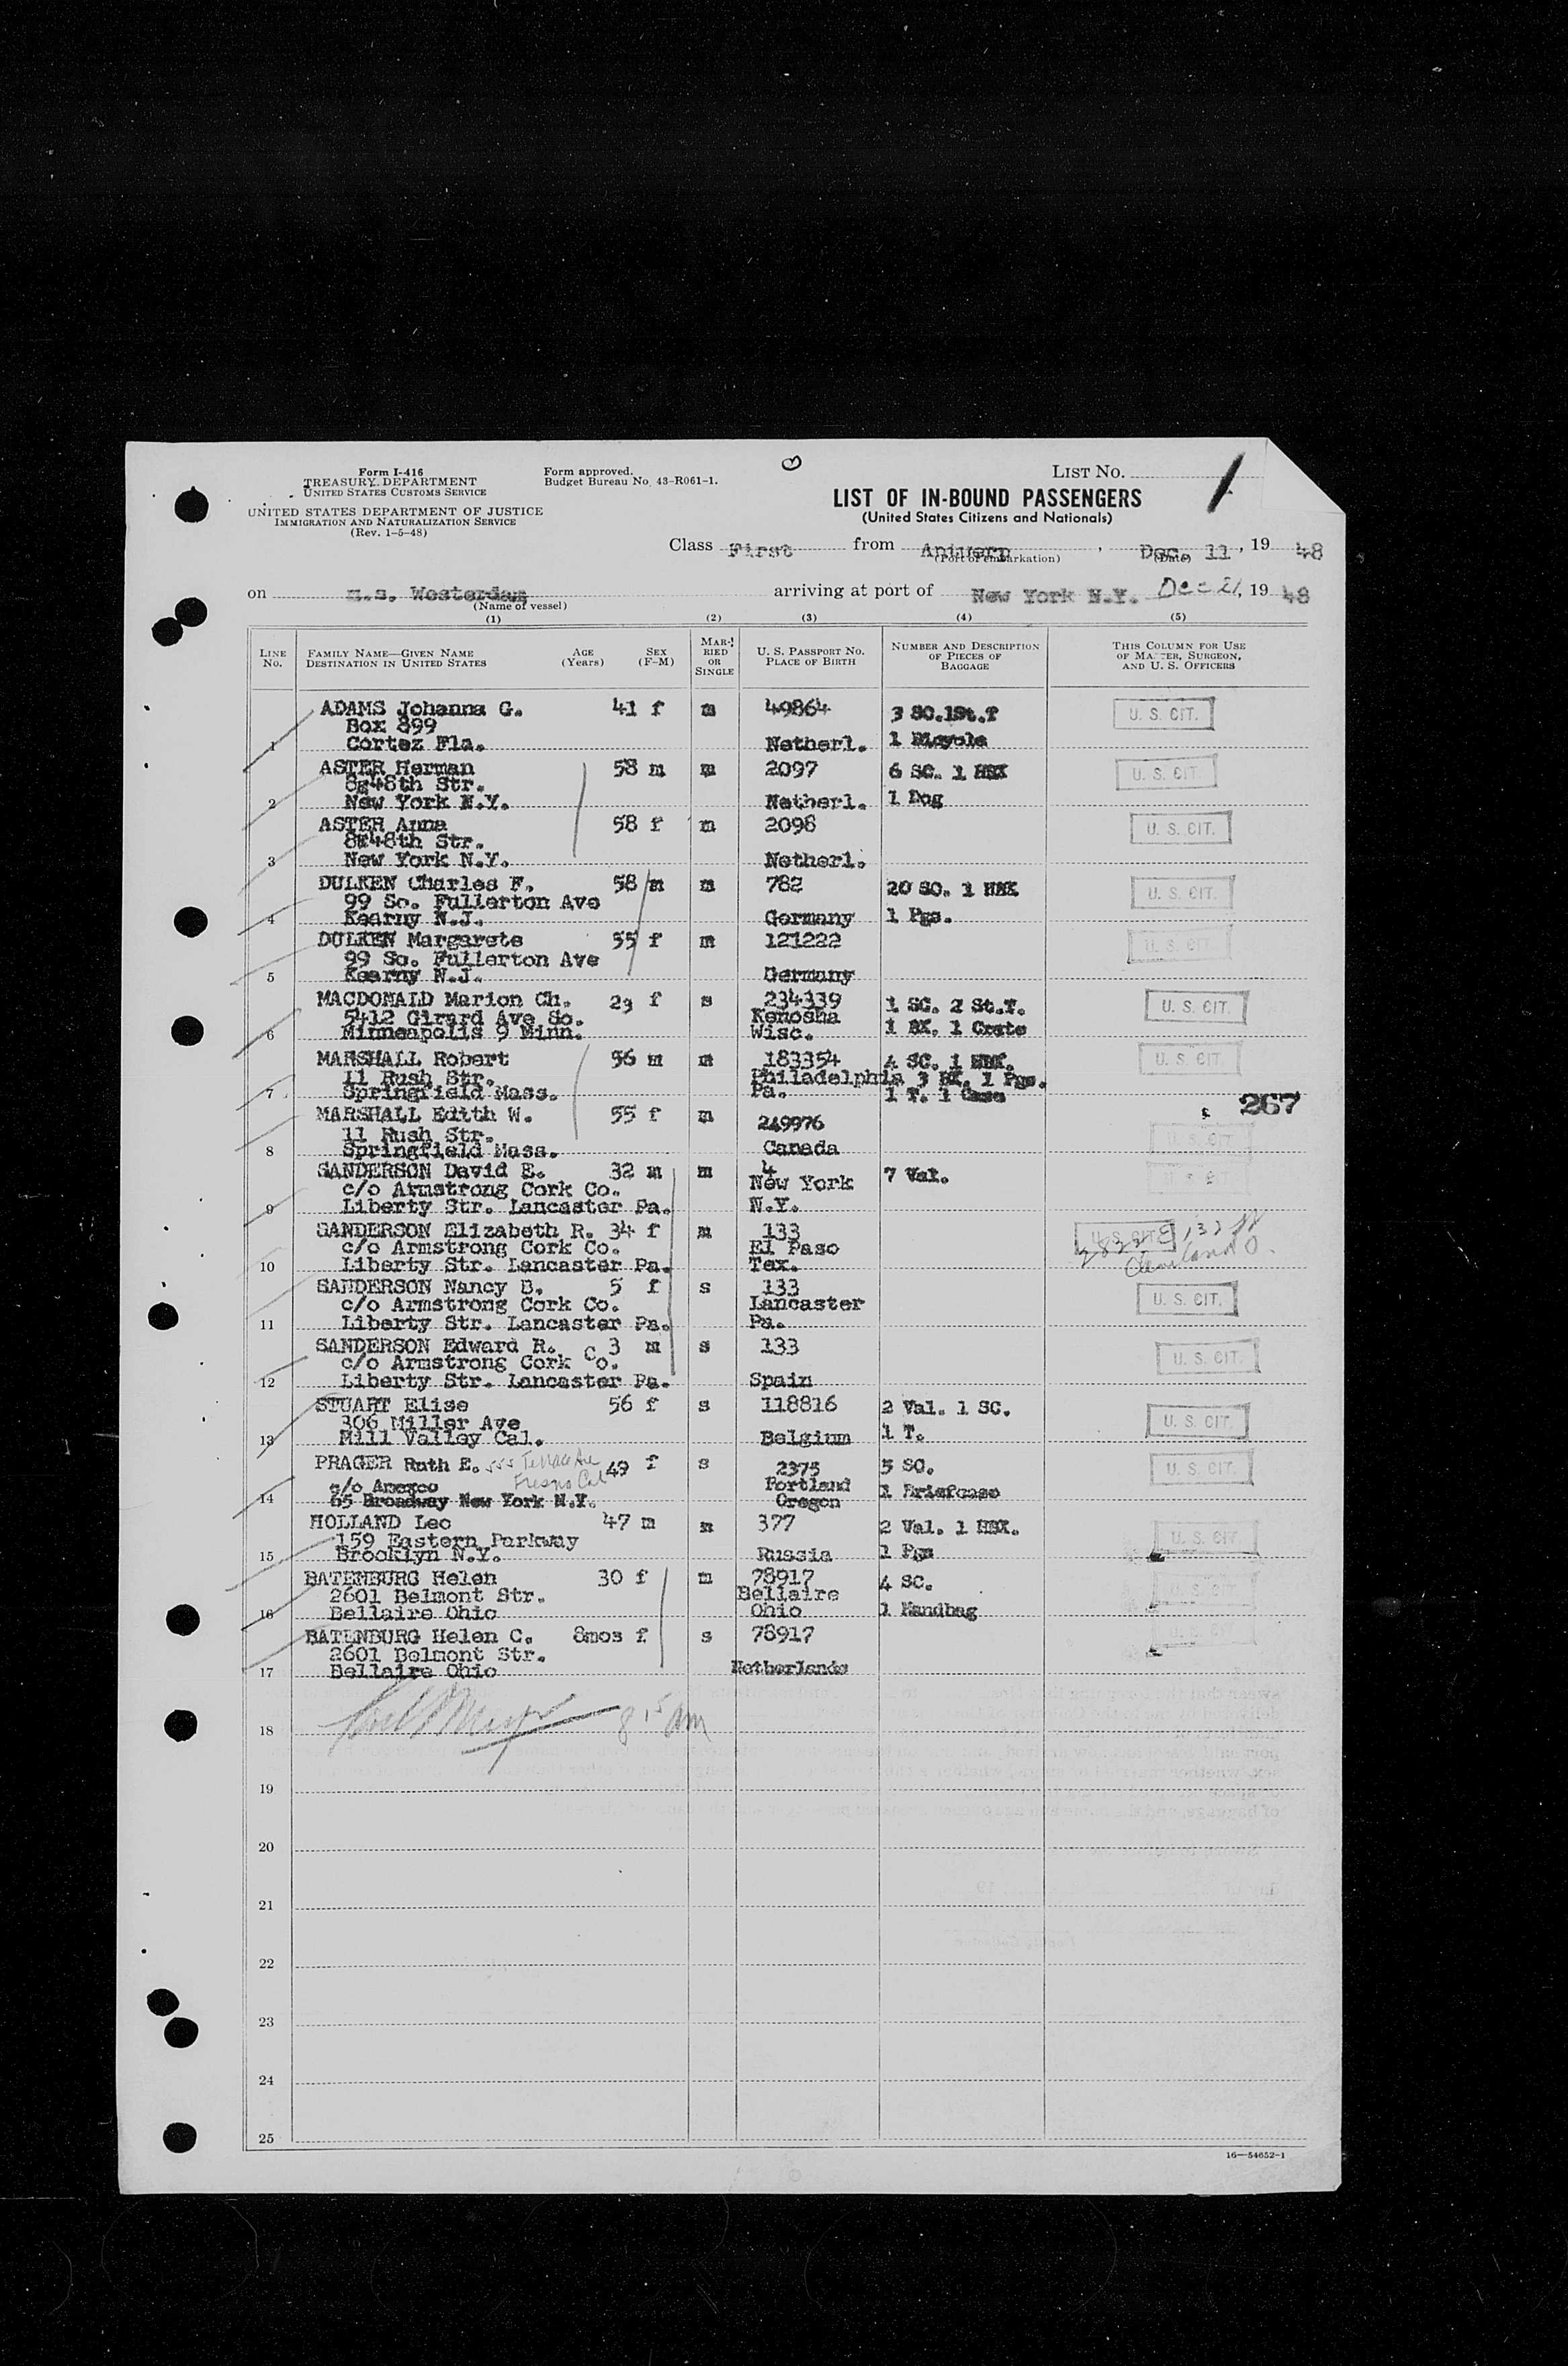 Form I-416
TREASURY DEPARTMENT
UNITED STATES CUSTOMS SERVICE
UNITED STATES DEPARTMENT OF JUSTICE
IMMIGRATION AND NATURALIZATION SERVICE
(Rev. 1-5-48)
Form approved.
Budget Bureau No. 43-R061-1.
LIST NO. 1
LIST OF IN-BOUND PASSENGERS
(United States Citizens and Nationals)
Class First from Antwerp, Dec. 11, 19 48
(Port of embarkation) (Date)
on m.s. Westerdam arriving at port of New York N.Y. Dec 21, 19 48
(Name of vessel)
(1) (2) (3) (4) (5)
LINE NO. FAMILY NAME—GIVEN NAME DESTINATION IN UNITED STATES AGE (Years) SEX (F-M) MARRIED OR SINGLE U. S. PASSPORT NO. PLACE OF BIRTH NUMBER AND DESCRIPTION OF PIECES OF BAGGAGE THIS COLUMN FOR USE OF MASTER, SURGEON, AND U. S. OFFICERS
ADAMS Johanna G. 41 f m 49864 3 SC.1St.T U. S. CIT.
Box 899
1 Cortez Fla. Netherl. 1 Bicycle
ASTER Herman 58 m m 2097 6 SC. 1 HBX U. S. CIT.
48th Str.
2 New York N.Y. Netherl. 1 Dog
ASTER Anna 58 f m 2098 U. S. CIT.
48th Str.
3 New York N.Y. Netherl.
DULKEN Charles F. 58 m m 782 20 SC. 1 HBX U. S. CIT.
99 So. Fullerton Ave
4 Kearny N.J. Germany 1 Pgs.
DULKEN Margarete 55 f m 121222 U. S. CIT.
99 So. Fullerton Ave
5 Kearny N.J. Germany
MACDONALD Marion Ch. 29 f s 234339 1 SC. 2 St.T. U. S. CIT.
5412 Girard Ave So. Kenosha
6 Minneapolis 9 Minn. Wisc. 1 BX. 1 Crate
MARSHALL Robert 56 m m 183354 4 SC. 1 HBX. U. S. CIT.
11 Rush Str. Philadelphia 3 BX. 1 Pgs.
7 Springfield Mass. Pa. 1 T. 1 Case
267
MARSHALL Edith W. 55 f m 249976 U. S. CIT.
11 Rush Str.
8 Springfield Mass. Canada
SANDERSON David E. 32 m m 4 7 Val.
c/o Armstrong Cork Co. New York
9 Liberty Str. Lancaster Pa. N.Y.
SANDERSON Elizabeth R. 34 f m 133 U. S. CIT.
c/o Armstrong Cork Co. El Paso
10 Liberty Str. Lancaster Pa. Tex.
SANDERSON Nancy B. 5 f s 133 U. S. CIT.
c/o Armstrong Cork Co. Lancaster
11 Liberty Str. Lancaster Pa. Pa.
SANDERSON Edward R. 3 m s 133 U. S. CIT.
c/o Armstrong Cork Co.
12 Liberty Str. Lancaster Pa. Spain
STUART Elise 56 f s 118816 2 Val. 1 SC. U. S. CIT.
306 Miller Ave
13 Mill Valley Cal. Belgium 1 T.
PRAGER Ruth E. 555 Terrace Ave Fresno Cal 49 f s 2375 5 SC. U. S. CIT.
c/o Amexco Portland
14 65 Broadway New York N.Y. Oregon 1 Briefcase
HOLLAND Leo 47 m m 377 2 Val. 1 HBX. U. S. CIT.
159 Eastern Parkway
15 Brooklyn N.Y. Russia 1 Pgs
BATENBURG Helen 30 f m 78917 4 SC.
2601 Belmont Str. Bellaire
16 Bellaire Ohio Ohio 1 Handbag
BATENBURG Helen C. 8mos f s 78917
2601 Belmont Str.
17 Bellaire Ohio Netherlands
18 8 15 am
19
20
21
22
23
24
25
16—54652-1